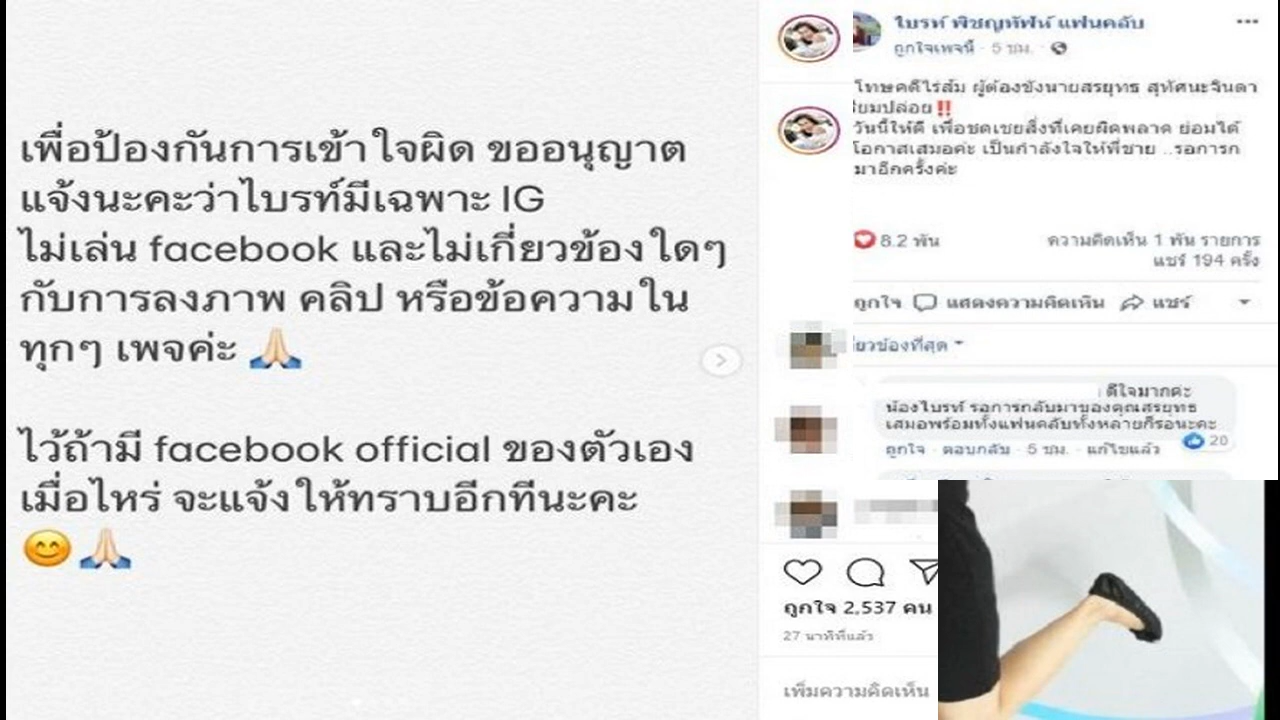 เพื่อป้องกันการเข้าใจผิด ขออนุญาต
แจ้งนะคะว่าไบรท์มีเฉพาะ IG
ไม่เล่น facebook และไม่เกี่ยวข้องใดๆ
กับการลงภาพ คลิป หรือข้อความใน
ทุกๆ เพจค่ะ 🙏🏻
ไว้ถ้ามี facebook official ของตัวเอง
เมื่อไหร่ จะแจ้งให้ทราบอีกทีนะคะ
😊🙏🏻
ไบรท์ พิชญทัฬห์ แฟนคลับ
ถูกใจเพจนี้ · 5 ชม. ·
โทษคดีไร่ส้ม ผู้ต้องขังนายสรยุทธ สุทัศนะจินดา
รียมปล่อย‼️
วันนี้ให้ดี เพื่อชดเชยสิ่งที่เคยผิดพลาด ย่อมได้
โอกาสเสมอค่ะ เป็นกำลังใจให้พี่ชาย ..รอการก
มาอีกครั้งค่ะ
8.2 พัน
ความคิดเห็น 1 พัน รายการ
แชร์ 194 ครั้ง
ถูกใจ แสดงความคิดเห็น แชร์
ยวข้องที่สุด
ดีใจมากค่ะ
น้องไบรท์ รอการกลับมาของคุณสรยุทธ
เสมอพร้อมทั้งแฟนคลับทั้งหลายก็รอนะคะ
20
ถูกใจ · ตอบกลับ · 5 ชม. · แก้ไขแล้ว
ถูกใจ 2,537 คน
27 นาทีที่แล้ว
เพิ่มความคิดเห็น